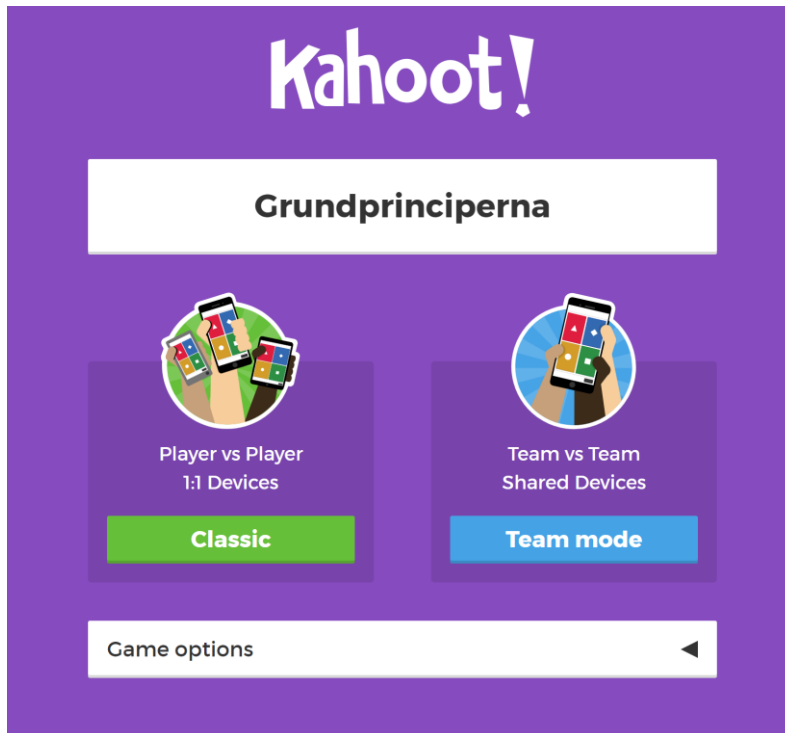 Kahoot!
Grundprinciperna
Player vs Player
1:1 Devices
Classic
Team vs Team
Shared Devices
Team mode
Game options